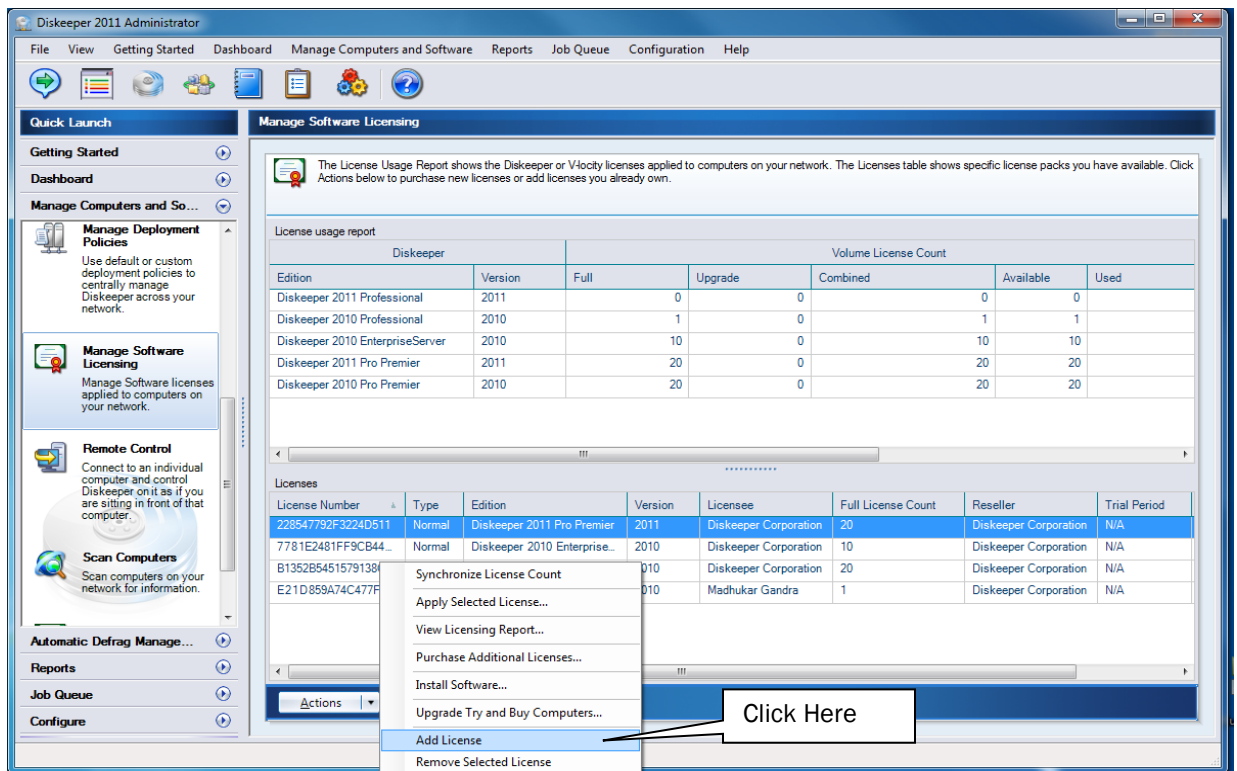 Diskeeper 2011 Administrator
File View Getting Started Dashboard Manage Computers and Software Reports Job Queue Configuration Help
Quick Launch
Getting Started
Dashboard
Manage Computers and So...
Manage Deployment
Policies
Use default or custom
deployment policies to
centrally manage
Diskeeper across your
network.
Manage Software
Licensing
Manage Software licenses
applied to computers on
your network.
Remote Control
Connect to an individual
computer and control
Diskeeper on it as if you
are sitting in front of that
computer.
Scan Computers
Scan computers on your
network for information.
Automatic Defrag Manage...
Reports
Job Queue
Configure
Manage Software Licensing
The License Usage Report shows the Diskeeper or V-locity licenses applied to computers on your network. The Licenses table shows specific license packs you have available. Click
Actions below to purchase new licenses or add licenses you already own.
License usage report
Diskeeper Volume License Count
Edition Version Full Upgrade Combined Available Used
Diskeeper 2011 Professional 2011 0 0 0 0
Diskeeper 2010 Professional 2010 1 0 1 1
Diskeeper 2010 EnterpriseServer 2010 10 0 10 10
Diskeeper 2011 Pro Premier 2011 20 0 20 20
Diskeeper 2010 Pro Premier 2010 20 0 20 20
Licenses
License Number Type Edition Version Licensee Full License Count Reseller Trial Period
228547792F3224D511 Normal Diskeeper 2011 Pro Premier 2011 Diskeeper Corporation 20 Diskeeper Corporation N/A
7781E2481FF9CB44... Normal Diskeeper 2010 Enterprise... 2010 Diskeeper Corporation 10 Diskeeper Corporation N/A
B1352B5451579138 010 Diskeeper Corporation 20 Diskeeper Corporation N/A
E21D859A74C477F 010 Madhukar Gandra 1 Diskeeper Corporation N/A
Synchronize License Count
Apply Selected License...
View Licensing Report...
Purchase Additional Licenses...
Install Software...
Upgrade Try and Buy Computers...
Add License
Remove Selected License
Actions
Click Here